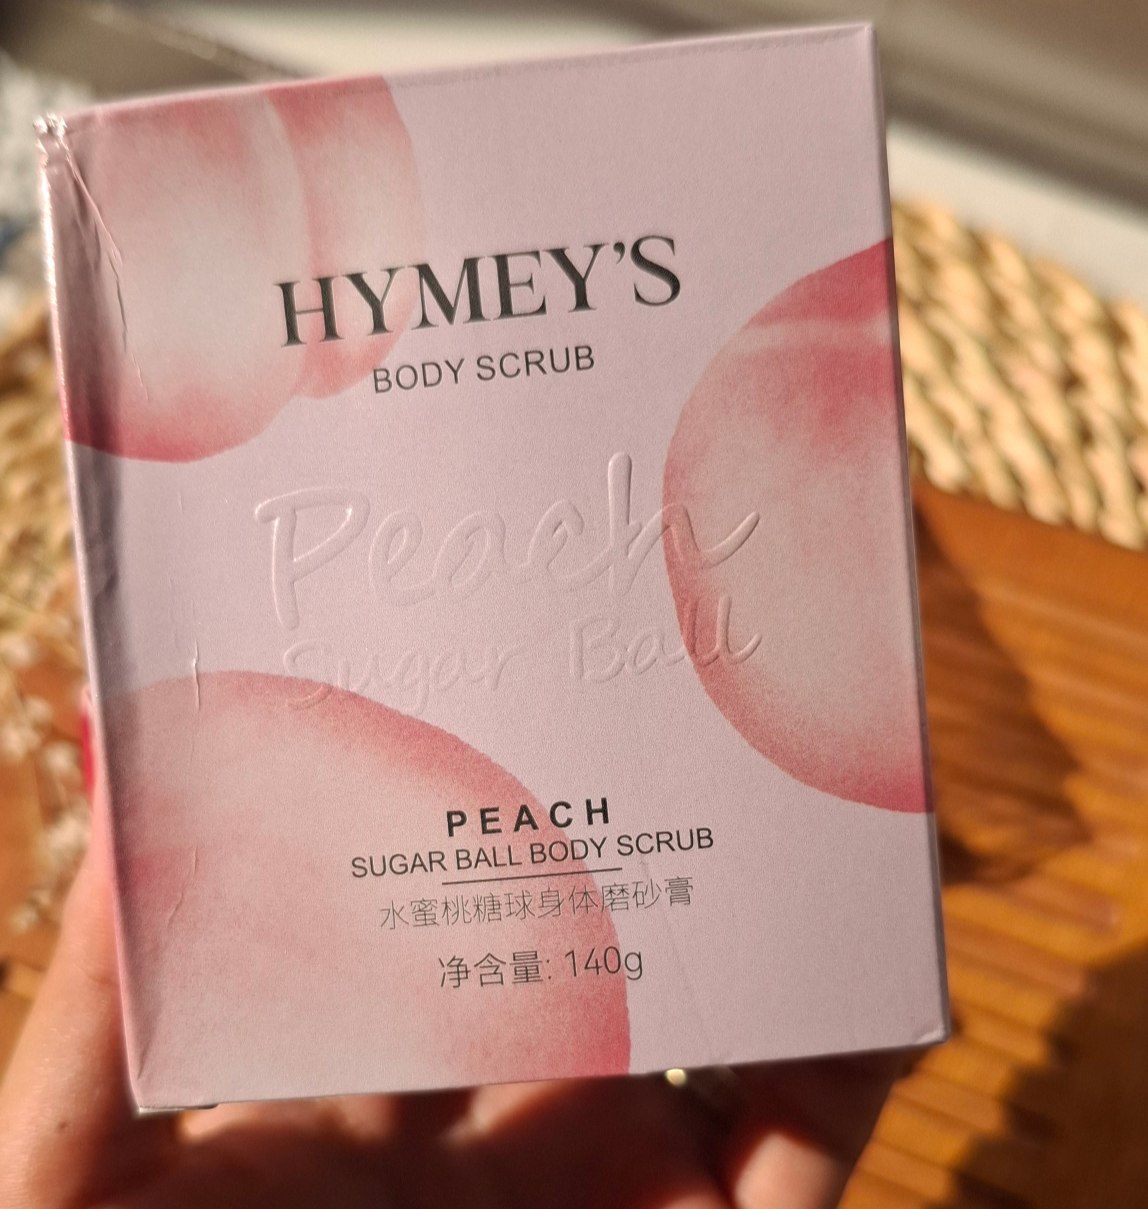 HYMEY'S
BODY SCRUB
Peach
Sugar Ball
PEACH
SUGAR BALL BODY SCRUB
水蜜桃糖球身体磨砂膏
净含量: 140g